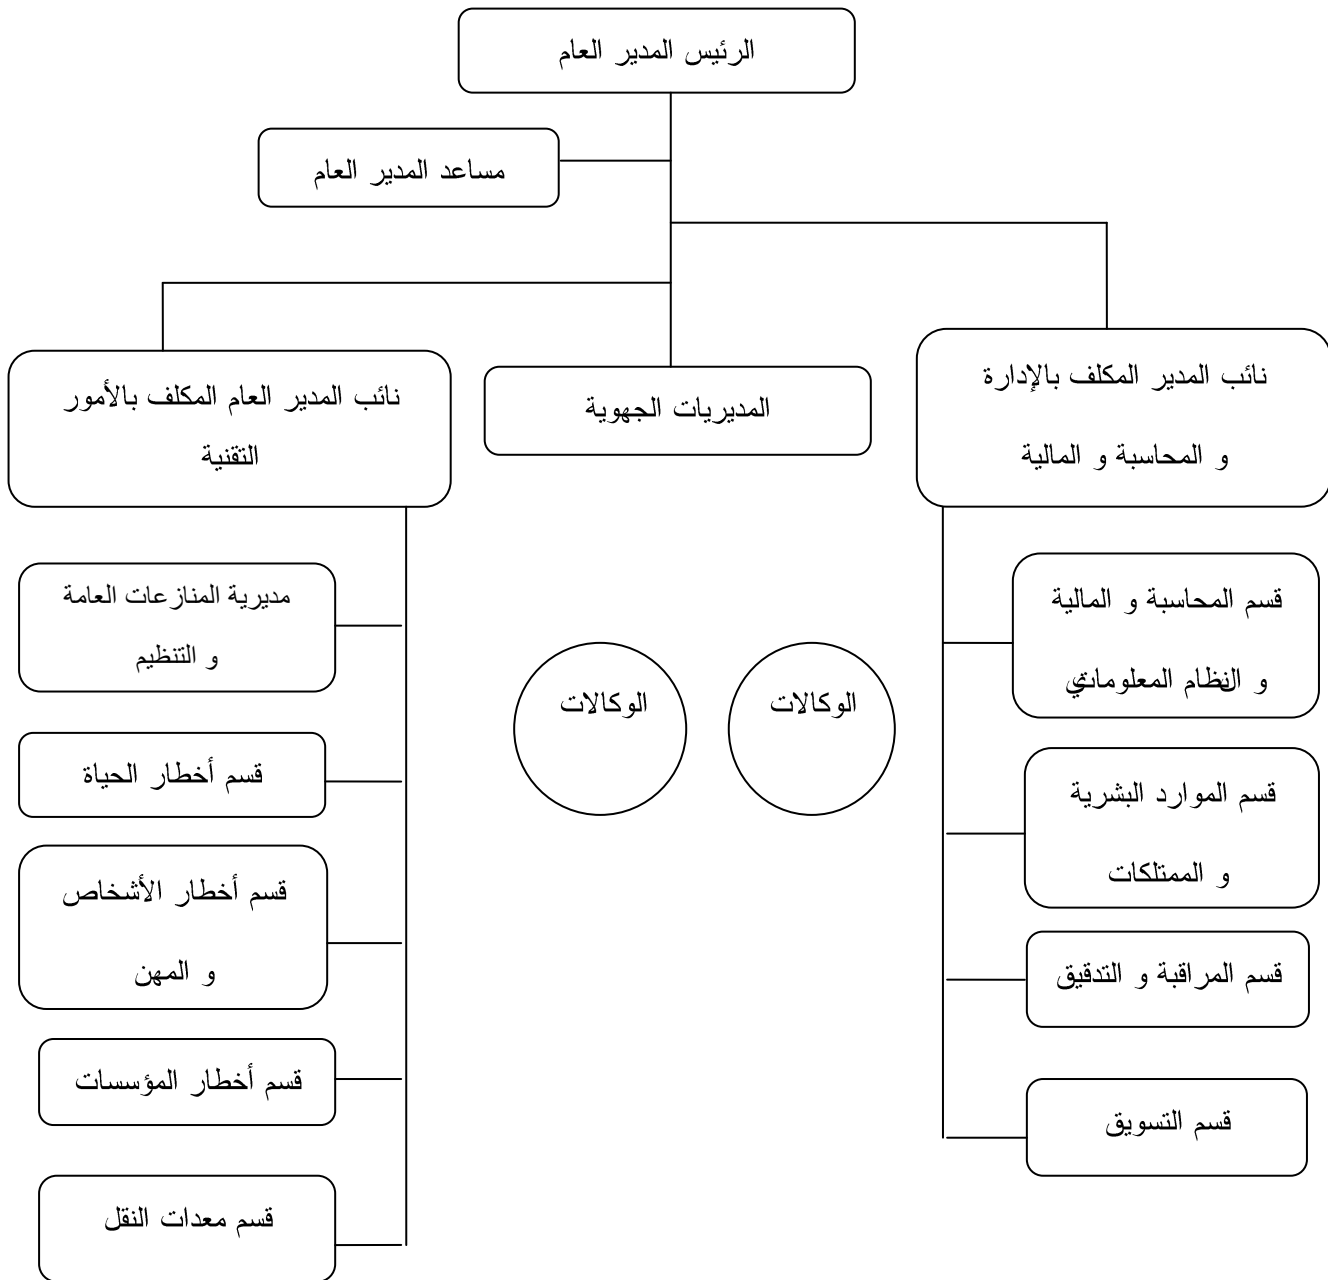 الرئيس المدير العام
مساعد المدير العام
نائب المدير المكلف بالإدارة
و المحاسبة و المالية
المديريات الجهوية
نائب المدير العام المكلف بالأمور
التقنية
قسم المحاسبة و المالية
و النظام المعلوماتي
قسم الموارد البشرية
و الممتلكات
قسم المراقبة و التدقيق
قسم التسويق
الوكالات
الوكالات
مديرية المنازعات العامة
و التنظيم
قسم أخطار الحياة
قسم أخطار الأشخاص
و المهن
قسم أخطار المؤسسات
قسم معدات النقل